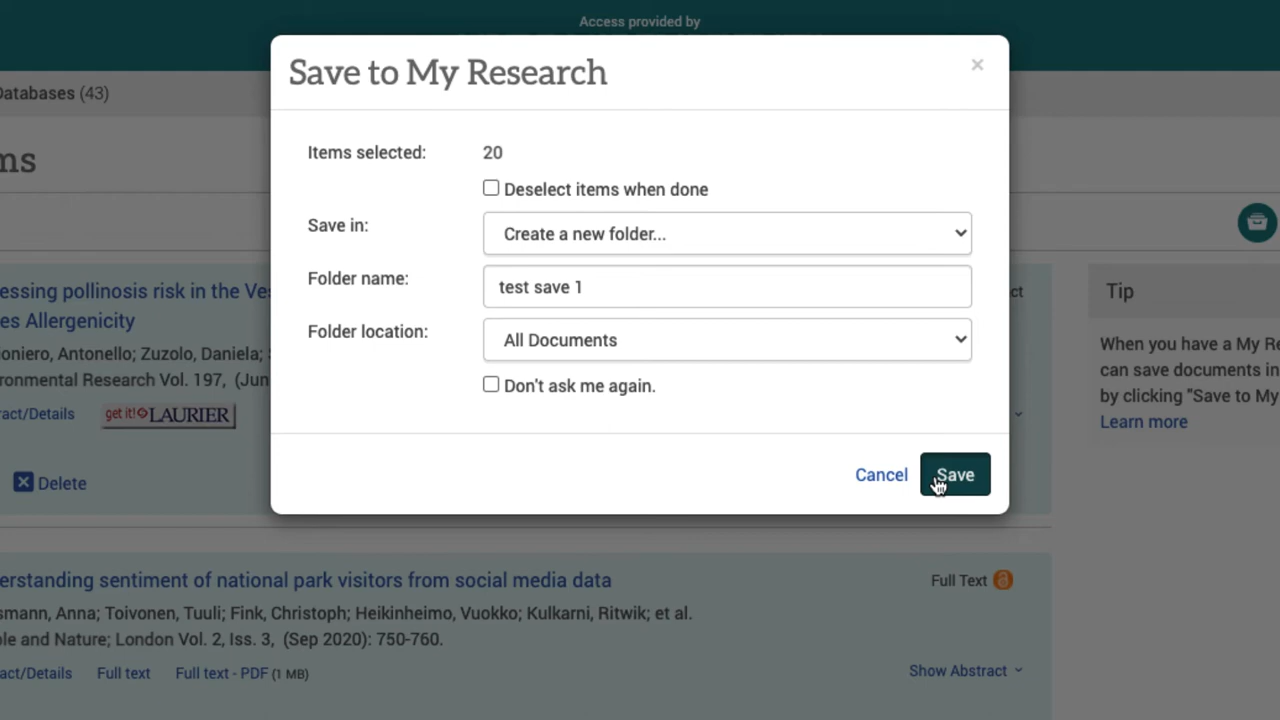 Access provided by
Databases (43)
Save to My Research
×
ms
Items selected: 20
Deselect items when done
Save in: Create a new folder...
Folder name: test save 1
Folder location: All Documents
Don't ask me again.
Cancel Save
essing pollinosis risk in the Ves
es Allergenicity
oniero, Antonello; Zuzolo, Daniela; S
ronmental Research Vol. 197, (Jun
ract/Details get it! LAURIER
Delete
ct
Tip
When you have a My Re
can save documents in
by clicking "Save to My
Learn more
erstanding sentiment of national park visitors from social media data
Full Text
smann, Anna; Toivonen, Tuuli; Fink, Christoph; Heikinheimo, Vuokko; Kulkarni, Ritwik; et al.
ple and Nature; London Vol. 2, Iss. 3, (Sep 2020): 750-760.
ract/Details Full text Full text - PDF (1 MB)
Show Abstract